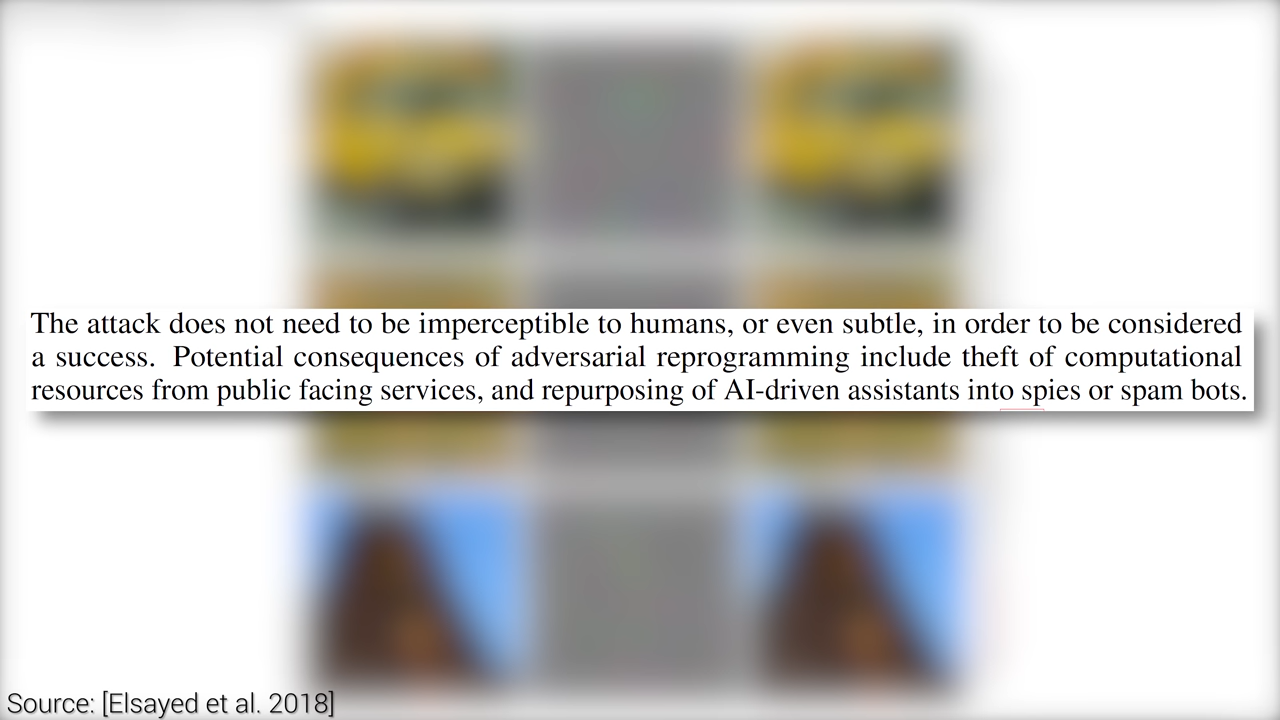 The attack does not need to be imperceptible to humans, or even subtle, in order to be considered
a success. Potential consequences of adversarial reprogramming include theft of computational
resources from public facing services, and repurposing of AI-driven assistants into spies or spam bots.
Source: [Elsayed et al. 2018]